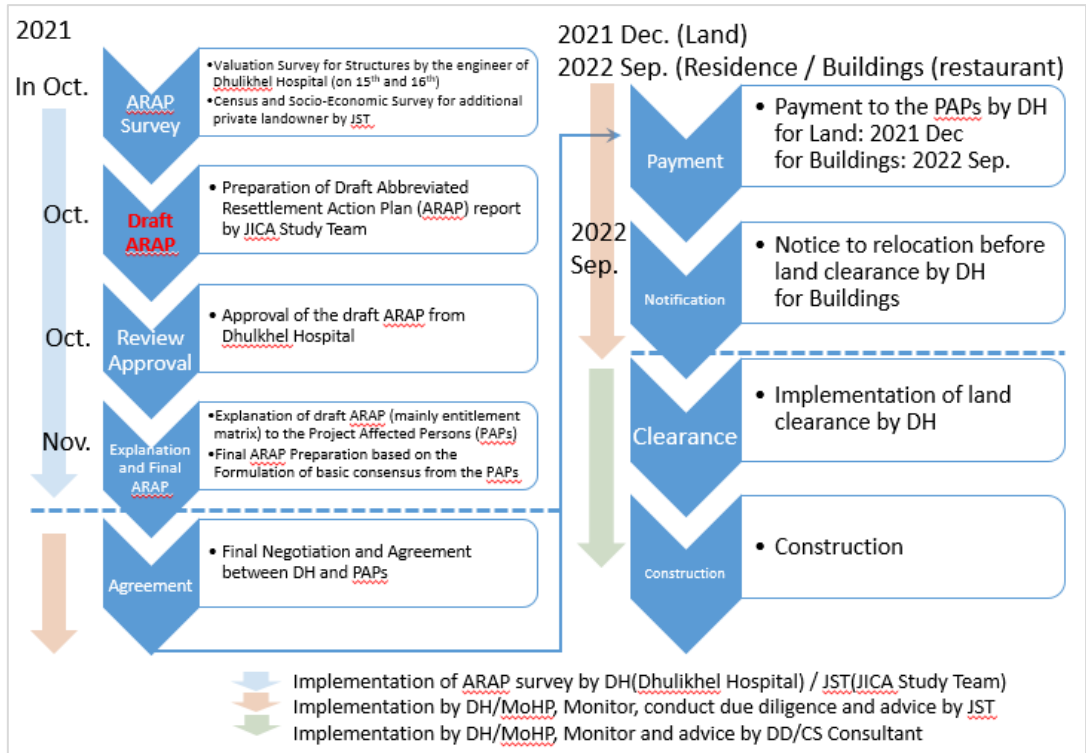 2021
In Oct.
ARAP
Survey
•Valuation Survey for Structures by the engineer of
Dhulikhel Hospital (on 15th and 16th)
•Census and Socio-Economic Survey for additional
private landowner by JST
Oct.
Draft
ARAP
• Preparation of Draft Abbreviated
Resettlement Action Plan (ARAP) report
by JICA Study Team
Oct.
Review
Approval
• Approval of the draft ARAP from
Dhulkhel Hospital
Nov.
Explanation
and Final
ARAP
•Explanation of draft ARAP (mainly entitlement
matrix) to the Project Affected Persons (PAPs)
•Final ARAP Preparation based on the
Formulation of basic consensus from the PAPs
Agreement
• Final Negotiation and Agreement
between DH and PAPs
2021 Dec. (Land)
2022 Sep. (Residence / Buildings (restaurant)
Payment
• Payment to the PAPs by DH
for Land: 2021 Dec
for Buildings: 2022 Sep.
2022
Sep.
Notification
• Notice to relocation before
land clearance by DH
for Buildings
Clearance
• Implementation of land
clearance by DH
Construction
• Construction
Implementation of ARAP survey by DH(Dhulikhel Hospital) / JST(JICA Study Team)
Implementation by DH/MoHP, Monitor, conduct due diligence and advice by JST
Implementation by DH/MoHP, Monitor and advice by DD/CS Consultant